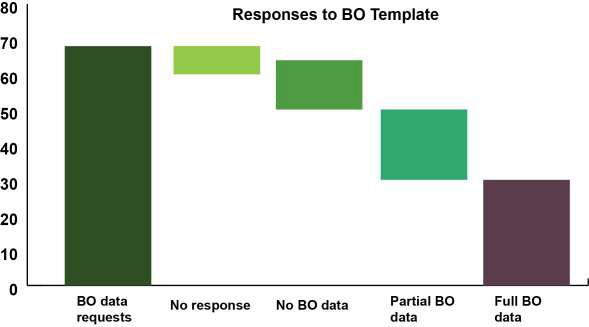 Responses to BO Template
80
70
60
50
40
30
20
10
0
BO data
requests
No response
No BO data
Partial BO
data
Full BO
data